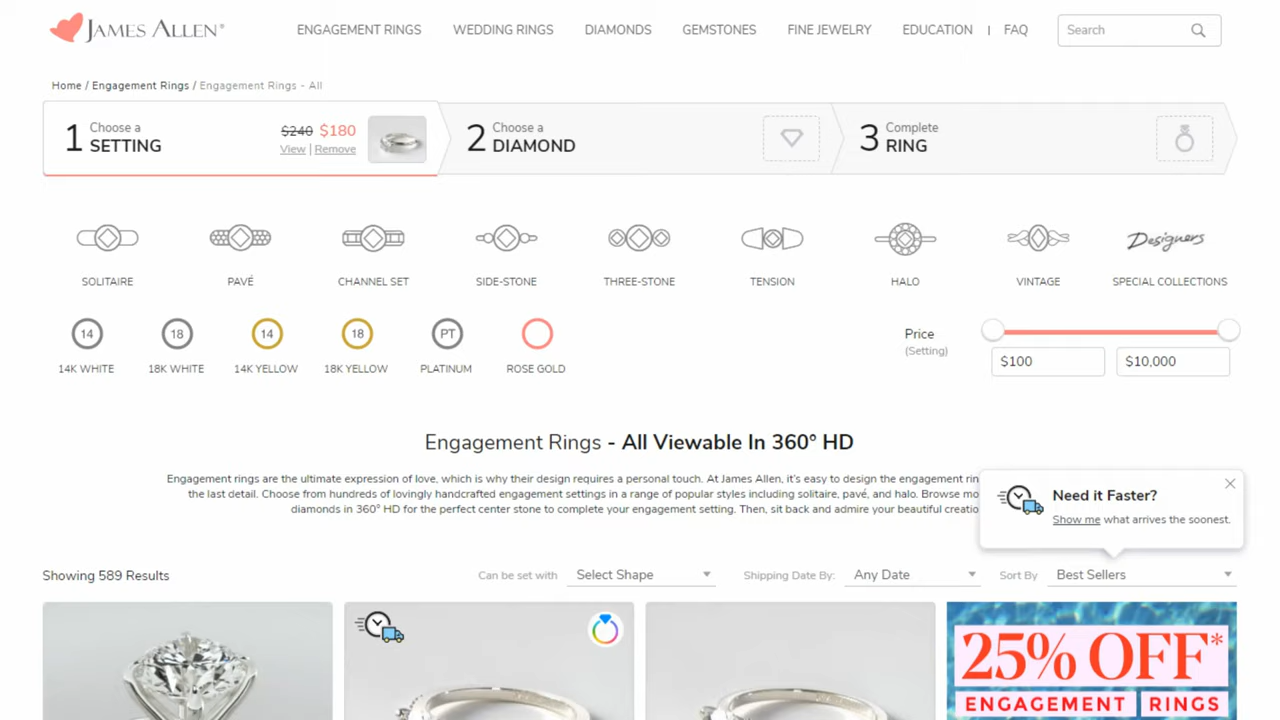 JAMES ALLEN®
ENGAGEMENT RINGS WEDDING RINGS DIAMONDS GEMSTONES FINE JEWELRY EDUCATION | FAQ
Search
Home / Engagement Rings / Engagement Rings - All
1 Choose a SETTING
$240 $180
View | Remove
2 Choose a DIAMOND
3 Complete RING
SOLITAIRE PAVÉ CHANNEL SET SIDE-STONE THREE-STONE TENSION HALO VINTAGE
Designers
SPECIAL COLLECTIONS
14 18 14 18 PT
14K WHITE 18K WHITE 14K YELLOW 18K YELLOW PLATINUM ROSE GOLD
Price
(Setting)
$100 $10,000
Engagement Rings - All Viewable In 360° HD
Engagement rings are the ultimate expression of love, which is why their design requires a personal touch. At James Allen, it's easy to design the engagement rin
the last detail. Choose from hundreds of lovingly handcrafted engagement settings in a range of popular styles including solitaire, pavé, and halo. Browse mo
diamonds in 360° HD for the perfect center stone to complete your engagement setting. Then, sit back and admire your beautiful creatio
Need it Faster?
Show me what arrives the soonest.
Showing 589 Results
Can be set with Select Shape
Shipping Date By: Any Date
Sort By Best Sellers
25% OFF*
ENGAGEMENT RINGS